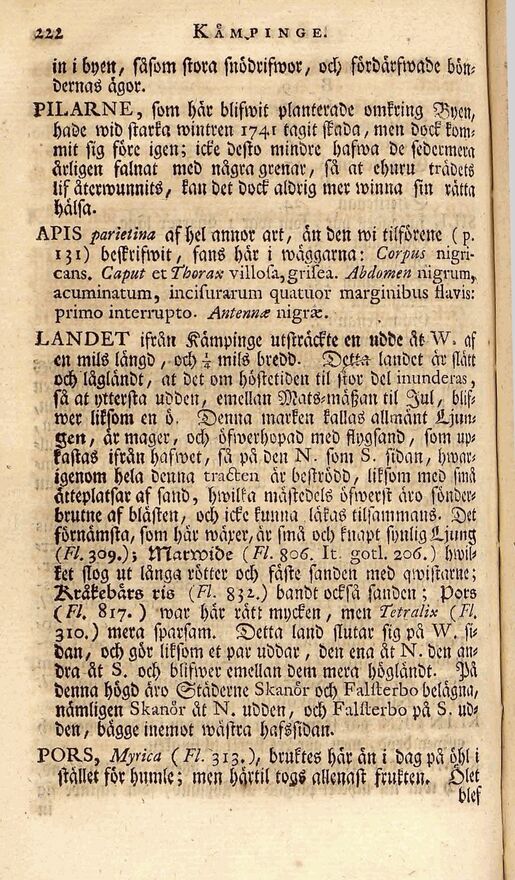 222 KÅMPINGE.
in i byen, såsom stora snödrifwor, och fördärfwade bön-
dernas ågor.
PILARNE, som här blifwit planterade omkring Byen,
hade wid starka wintren 1741 tagit skada, men dock kom-
mit sig före igen; icke desto mindre hafwa de sedermera
årligen falnat med några grenar, så at ehuru trädets
lif återwunnits, kan det dock aldrig mer winna sin rätta
hälsa.
APIS parietina af hel annor art, än den wi tilförene (p.
131) beskrifwit, fans här i wäggarna: Corpus nigri-
cans. Caput et Thorax villosa, grisea. Abdomen nigrum,
acuminatum, incisurarum quatuor marginibus flavis:
primo interrupto. Antennæ nigræ.
LANDET ifrån Kämpinge utsträckte en udde åt W. af
en mils längd, och ¼ mils bredd. Detta landet är slätt
och lågländt, at det om höstetiden til stor del inunderas,
så at yttersta udden, emellan Mats-mäßan til Jul, blif-
wer liksom en ö. Denna marken kallas allmänt Ljun-
gen, är mager, och öfwerhopad med flygsand, som up-
kastas ifrån hafwet, så på den N. som S. sidan, hwar-
igenom hela denna tracten är beströdd, liksom med små
ätteplatsar af sand, hwilka mästedels öfwerst äro sönder-
brutne af blästen, och icke kunna läkas tilsammans. Det
förnämsta, som här wäxer, är små och knapt synlig Ljung
(Fl. 309.); Marwide (Fl. 806. It. gotl. 206.) hwil-
ket slog ut långa rötter och fäste sanden med qwistarne;
Kråkebärs ris (Fl. 832.) bandt också sanden; Pors
(Fl. 817.) war här rätt mycken, men Tetralix (Fl.
310.) mera sparsam. Detta land slutar sig på W. si-
dan, och gör liksom et par uddar, den ena åt N. den an-
dra åt S. och blifwer emellan dem mera högländt. På
denna högd äro Städerne Skanör och Falsterbo belägna,
nämligen Skanör åt N. udden, och Falsterbo på S. ud-
den, bägge inemot wästra hafssidan.
PORS, Myrica (Fl. 313.), bruktes här än i dag på öhl i
stället för humle; men härtil togs allenast frukten. Ölet
blef